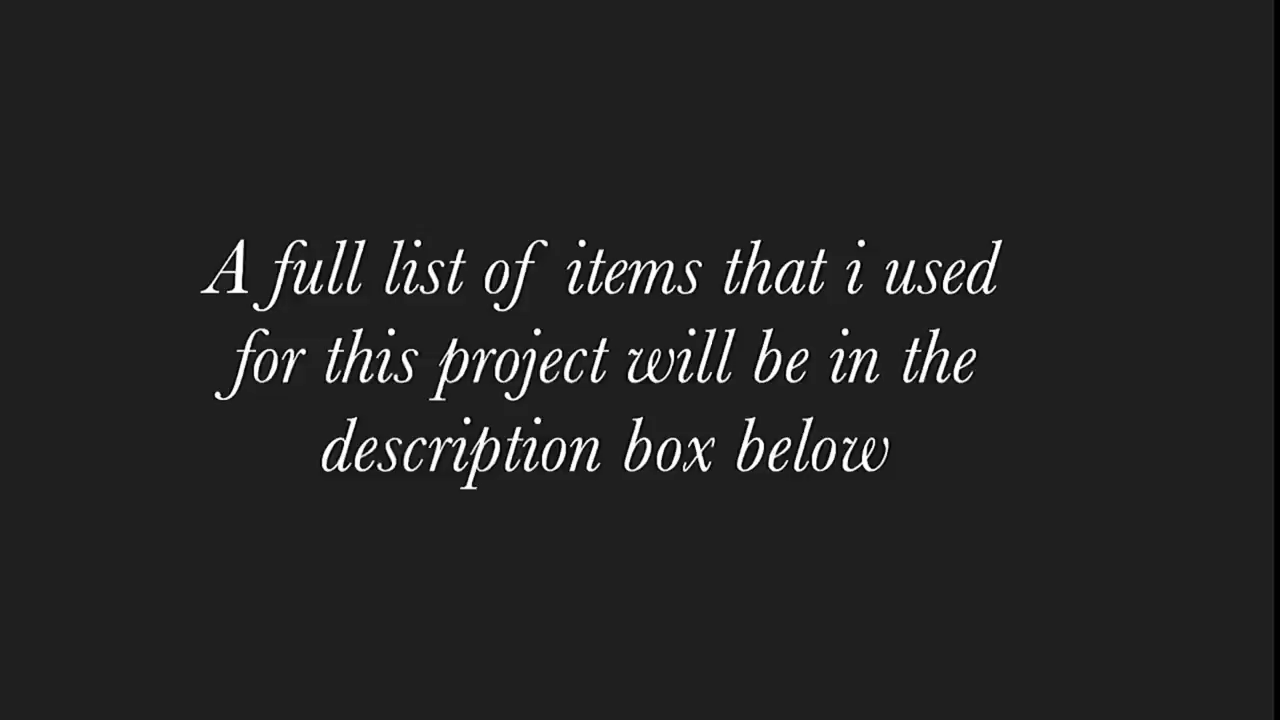 A full list of items that i used
for this project will be in the
description box below